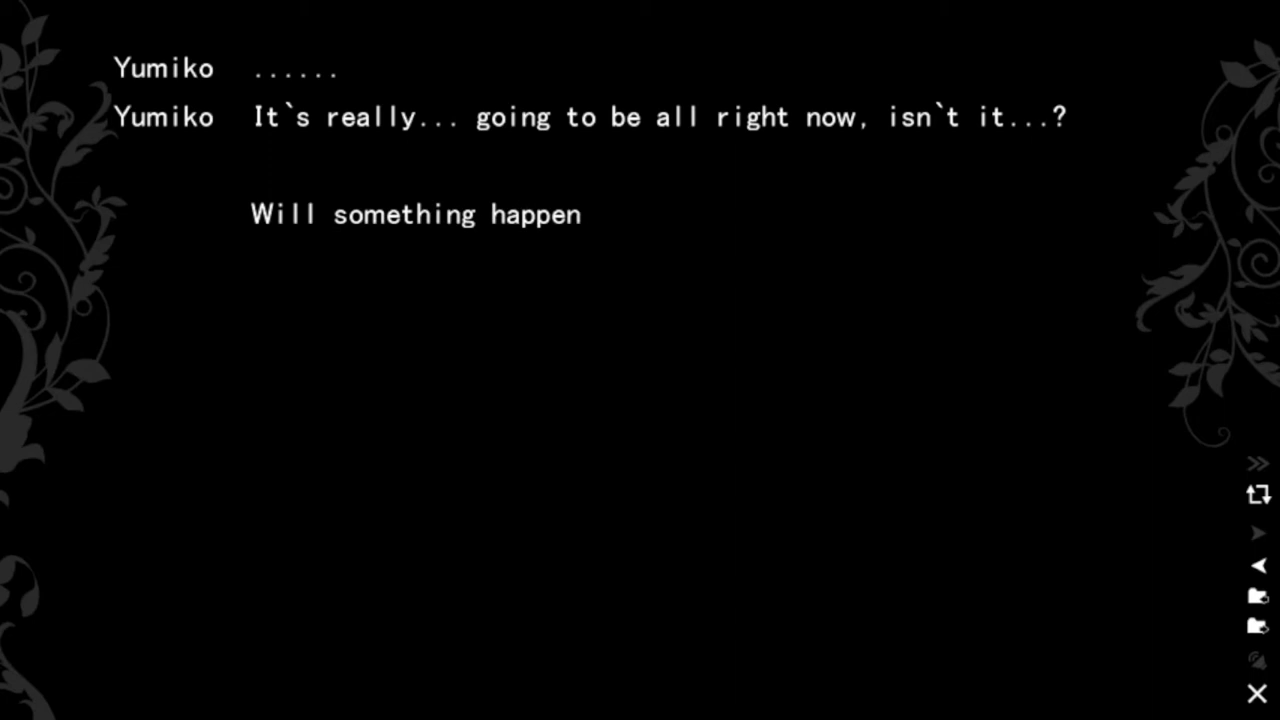 Yumiko ......
Yumiko It`s really... going to be all right now, isn`t it...?
Will something happen